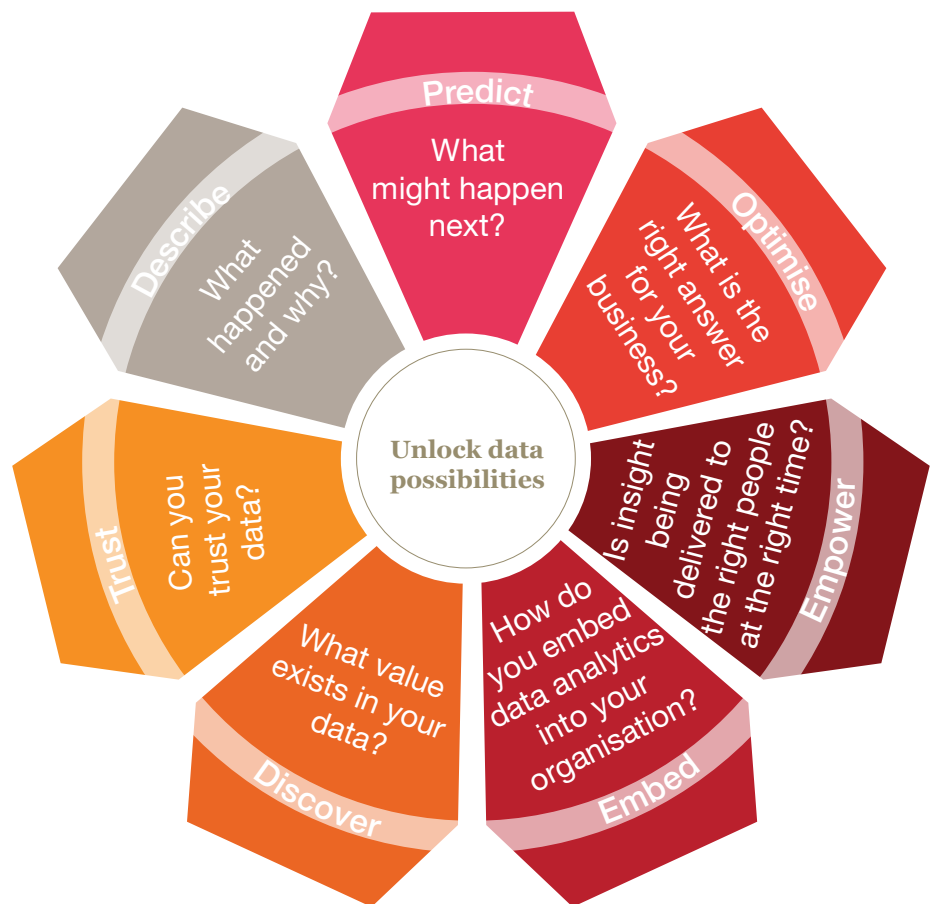 Predict
What
might happen
next?
Optimise
What is the
right answer
for your
business?
Empower
Is insight
being
delivered to
the right people
at the right time?
Embed
How do
you embed
data analytics
into your
organisation?
Discover
What value
exists in your
data?
Trust
Can you
trust your
data?
Describe
What
happened
and why?
Unlock data
possibilities